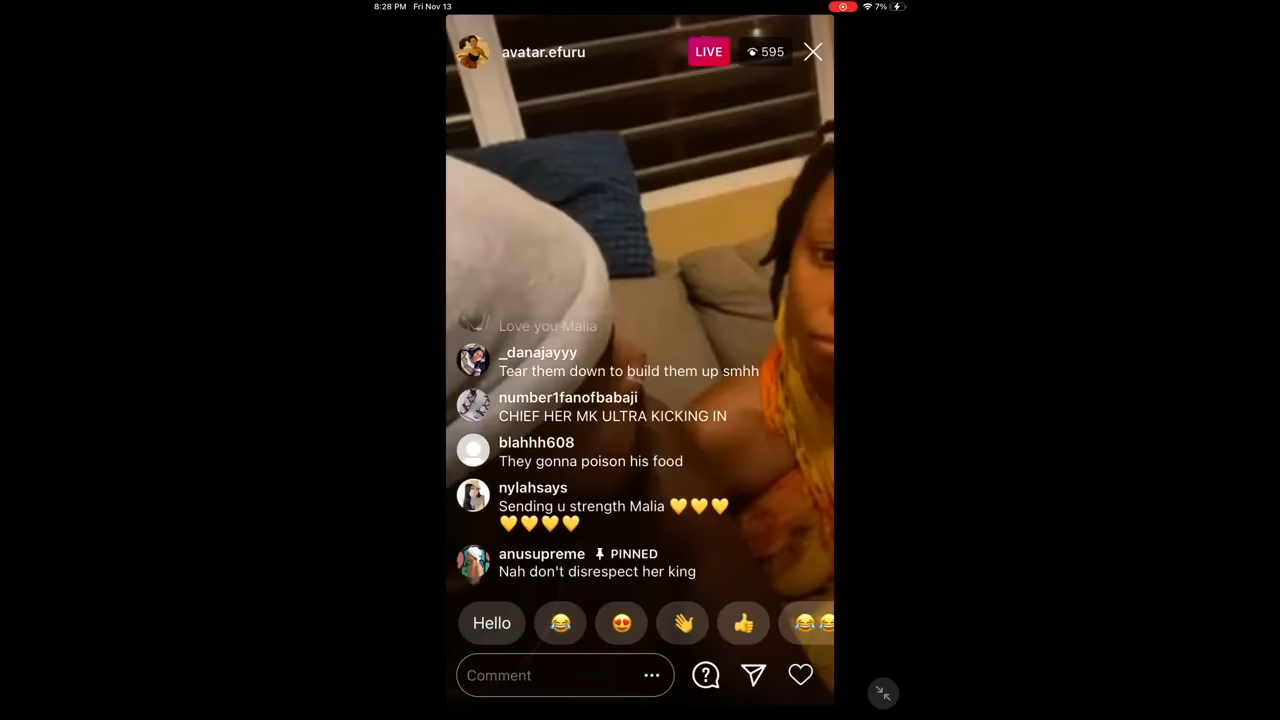 8:28 PM Fri Nov 13
7%
avatar.efuru
LIVE
595
Love you Malia
_danajayyy
Tear them down to build them up smhh
number1fanofbabaji
CHIEF HER MK ULTRA KICKING IN
blahhh608
They gonna poison his food
nylahsays
Sending u strength Malia 💛💛💛
💛💛💛💛
anusupreme PINNED
Nah don't disrespect her king
Hello 😂 😍 👋 👍 😂😂
Comment